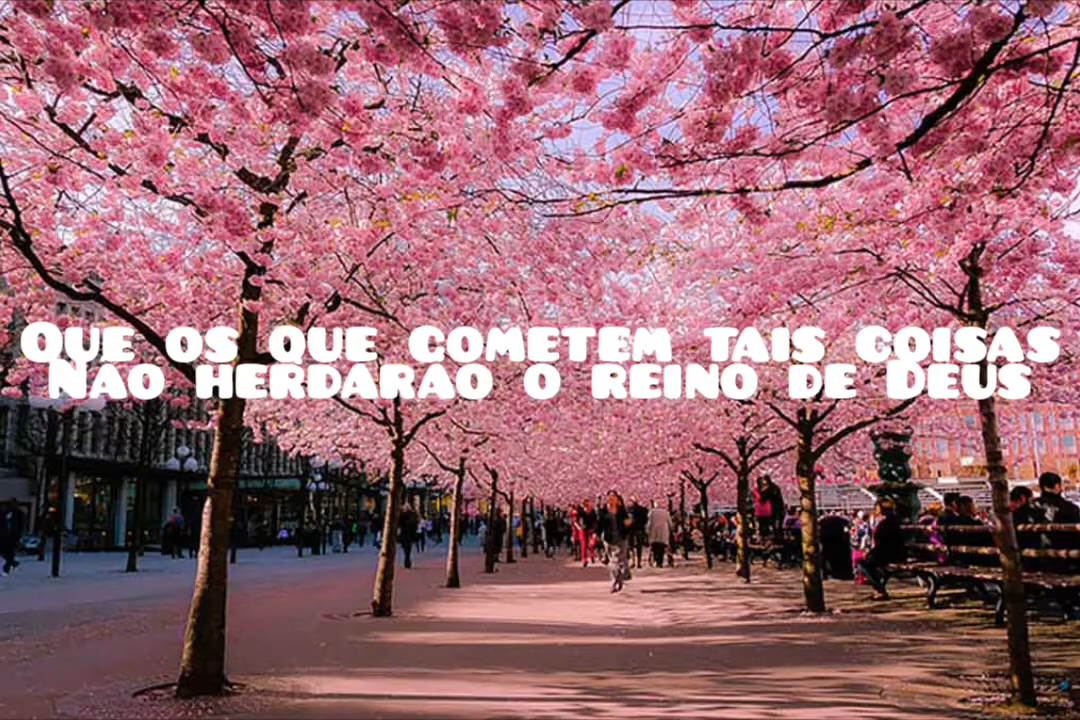 Que os que cometem tais coisas
Nao herdarao o reino de Deus